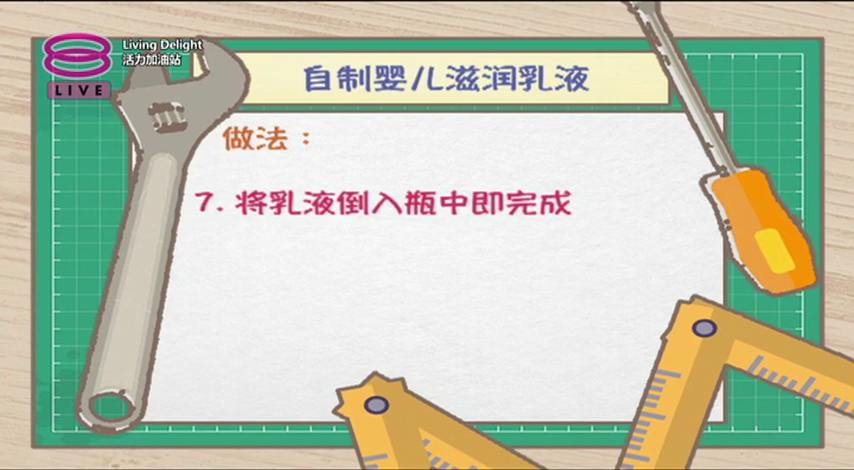 Living Delight
活力加油站
LIVE
自制婴儿滋润乳液
做法：
7. 将乳液倒入瓶中即完成